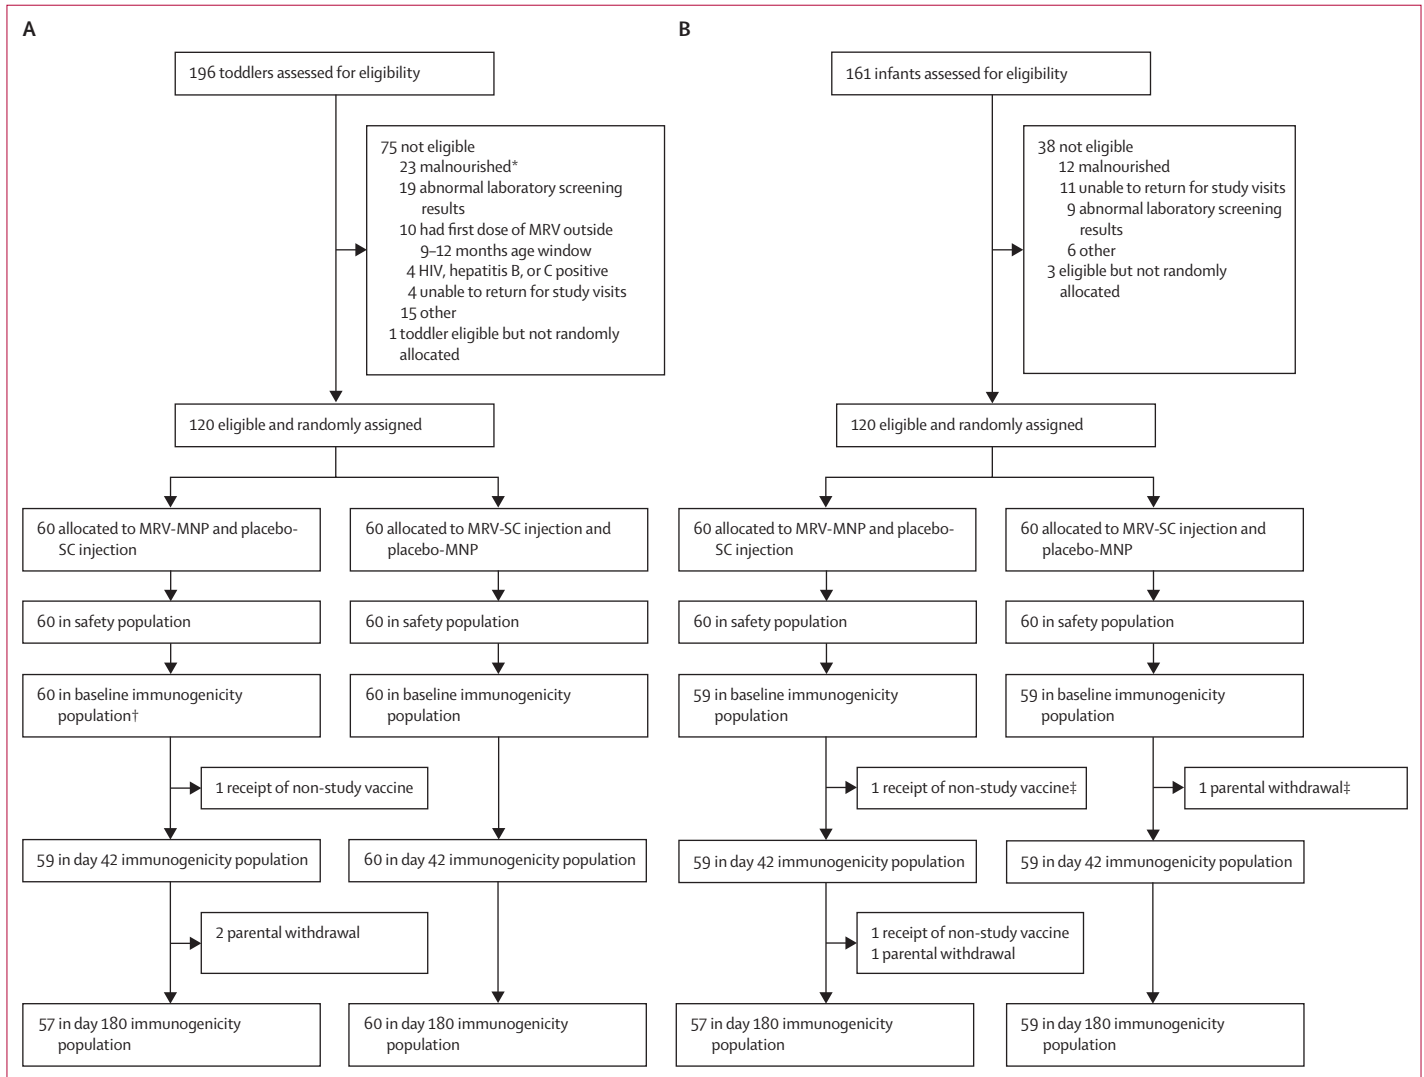 A
196 toddlers assessed for eligibility
75 not eligible
23 malnourished*
19 abnormal laboratory screening
results
10 had first dose of MRV outside
9–12 months age window
4 HIV, hepatitis B, or C positive
4 unable to return for study visits
15 other
1 toddler eligible but not randomly
allocated
120 eligible and randomly assigned
60 allocated to MRV-MNP and placebo-
SC injection
60 allocated to MRV-SC injection and
placebo-MNP
60 in safety population
60 in safety population
60 in baseline immunogenicity
population†
60 in baseline immunogenicity
population
1 receipt of non-study vaccine
59 in day 42 immunogenicity population
60 in day 42 immunogenicity population
2 parental withdrawal
57 in day 180 immunogenicity
population
60 in day 180 immunogenicity
population
B
161 infants assessed for eligibility
38 not eligible
12 malnourished
11 unable to return for study visits
9 abnormal laboratory screening
results
6 other
3 eligible but not randomly
allocated
120 eligible and randomly assigned
60 allocated to MRV-MNP and placebo-
SC injection
60 allocated to MRV-SC injection and
placebo-MNP
60 in safety population
60 in safety population
59 in baseline immunogenicity
population
59 in baseline immunogenicity
population
1 receipt of non-study vaccine‡
1 parental withdrawal‡
59 in day 42 immunogenicity population
59 in day 42 immunogenicity population
1 receipt of non-study vaccine
1 parental withdrawal
57 in day 180 immunogenicity
population
59 in day 180 immunogenicity
population